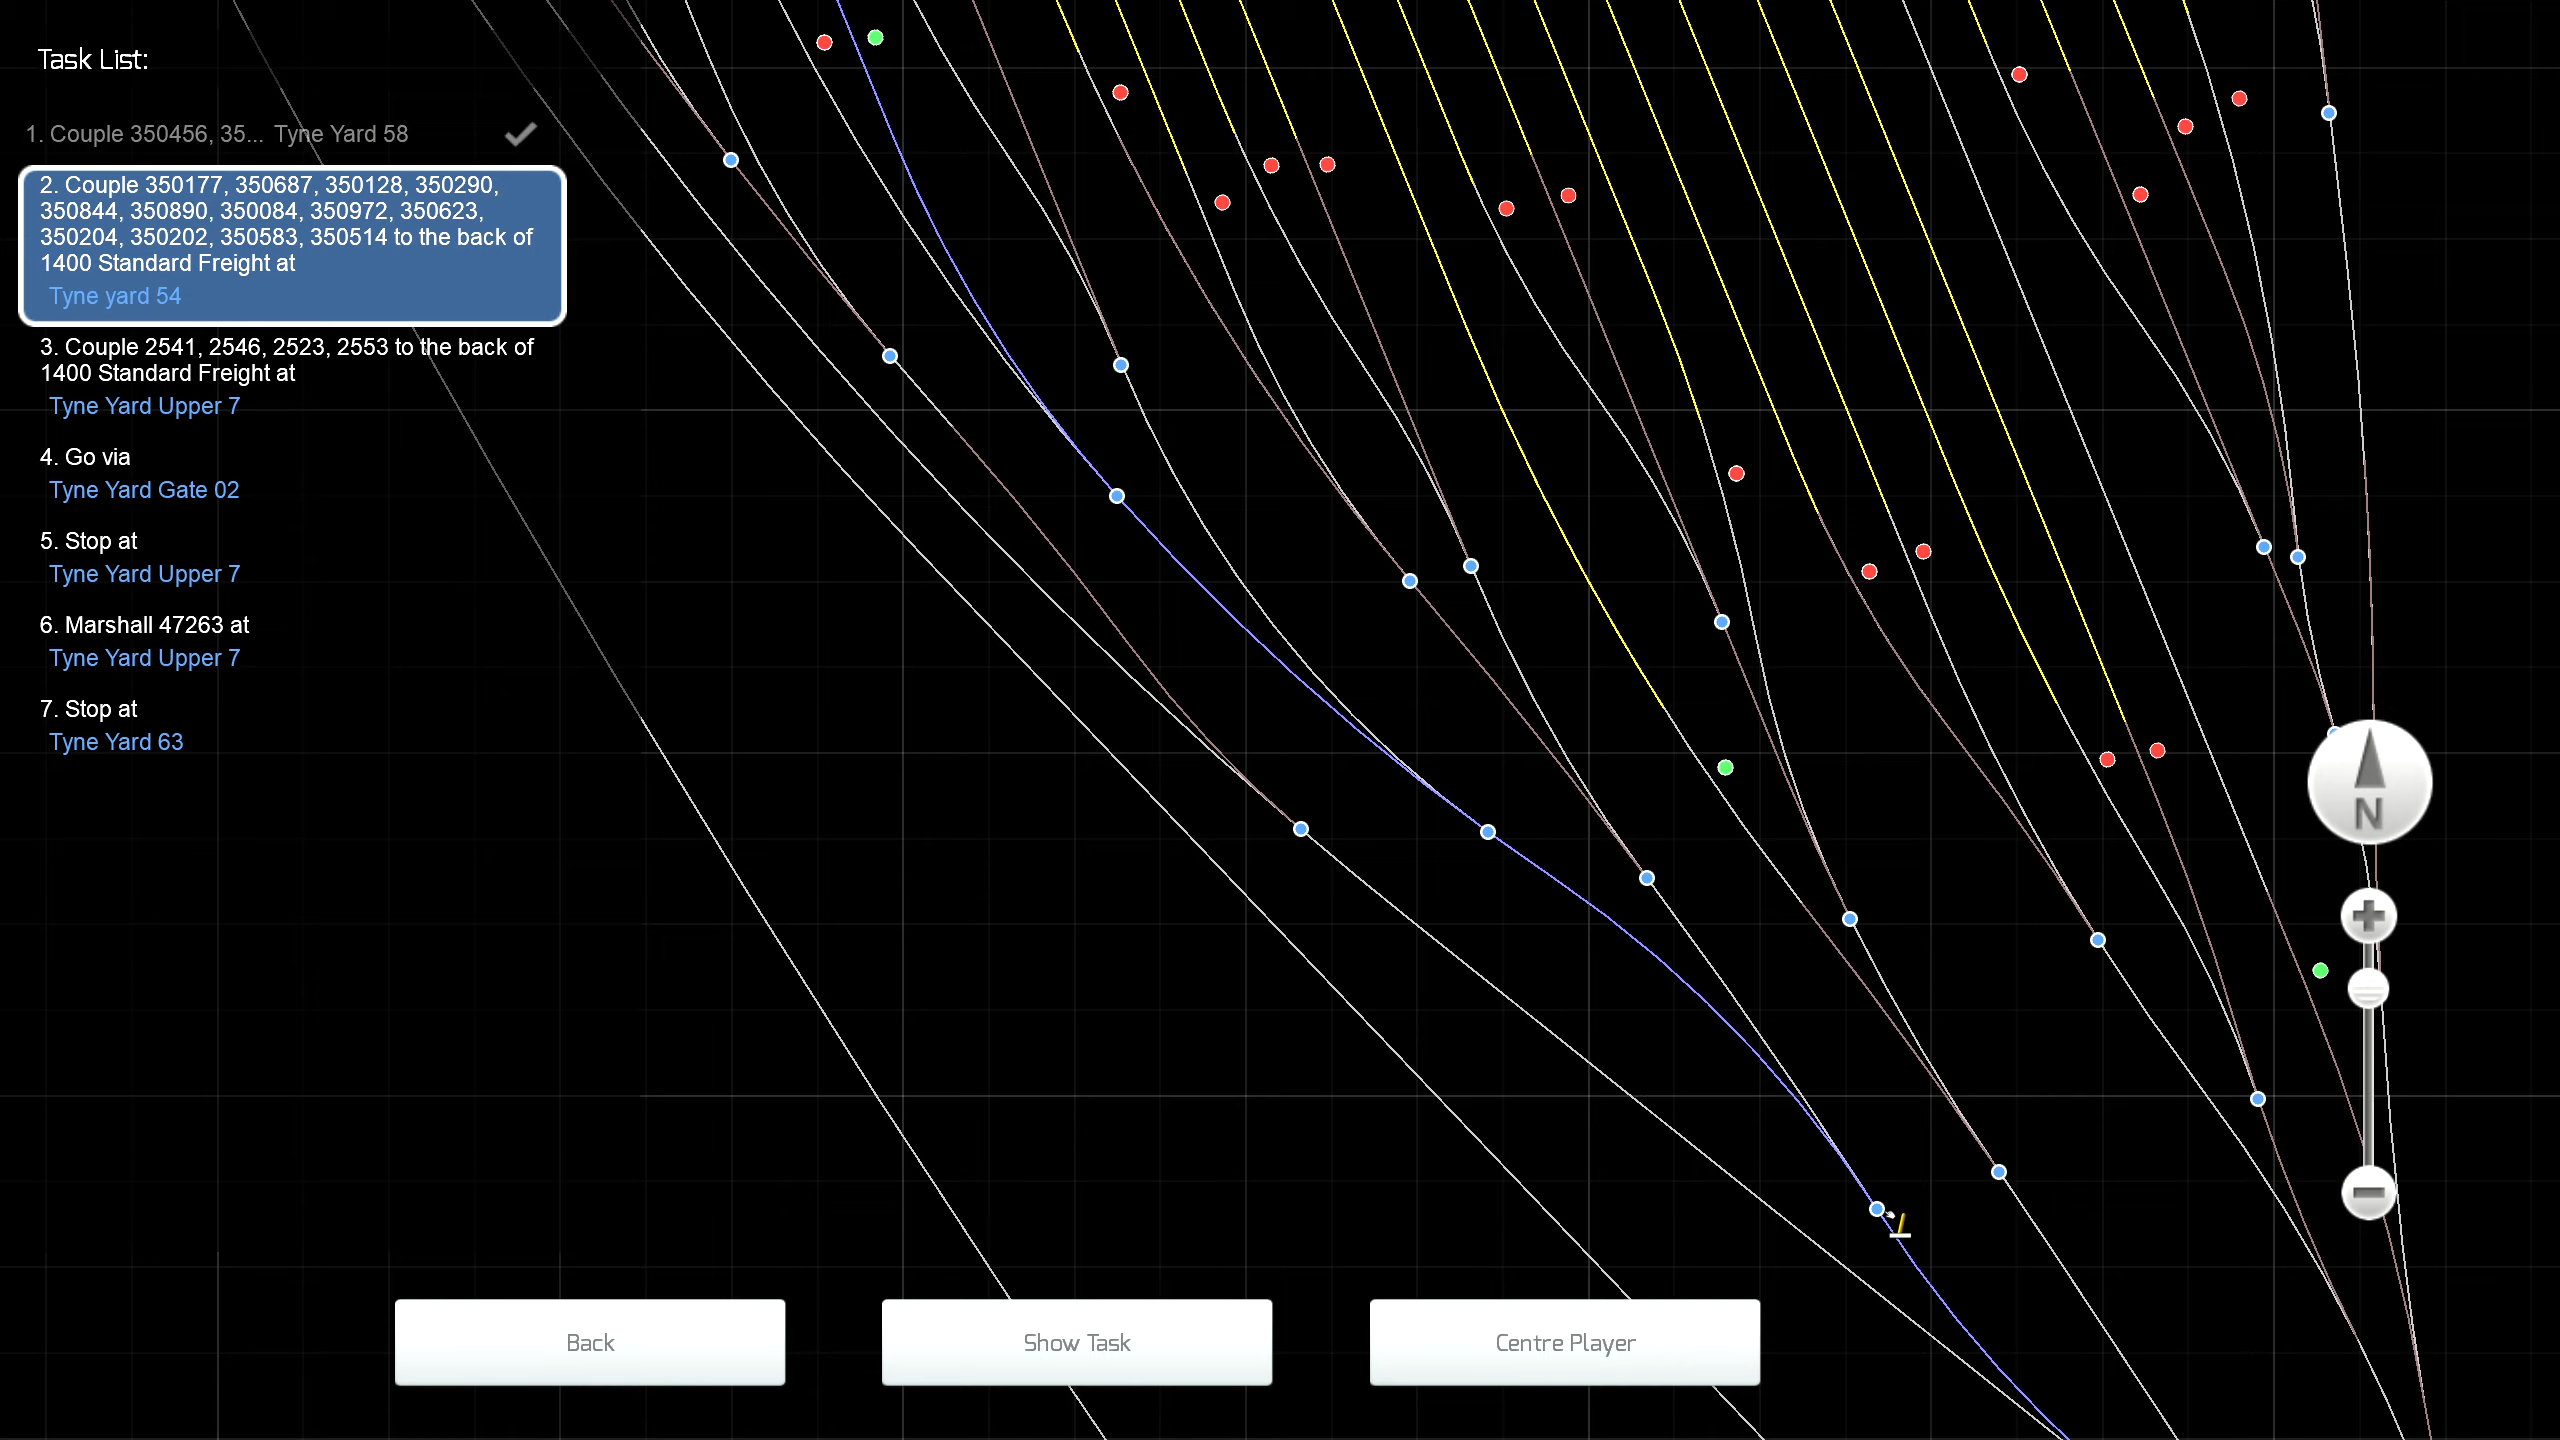 Task List:
1. Couple 350456, 35... Tyne Yard 58
2. Couple 350177, 350687, 350128, 350290,
350844, 350890, 350084, 350972, 350623,
350204, 350202, 350583, 350514 to the back of
1400 Standard Freight at
Tyne yard 54
3. Couple 2541, 2546, 2523, 2553 to the back of
1400 Standard Freight at
Tyne Yard Upper 7
4. Go via
Tyne Yard Gate 02
5. Stop at
Tyne Yard Upper 7
6. Marshall 47263 at
Tyne Yard Upper 7
7. Stop at
Tyne Yard 63
N
Back
Show Task
Centre Player